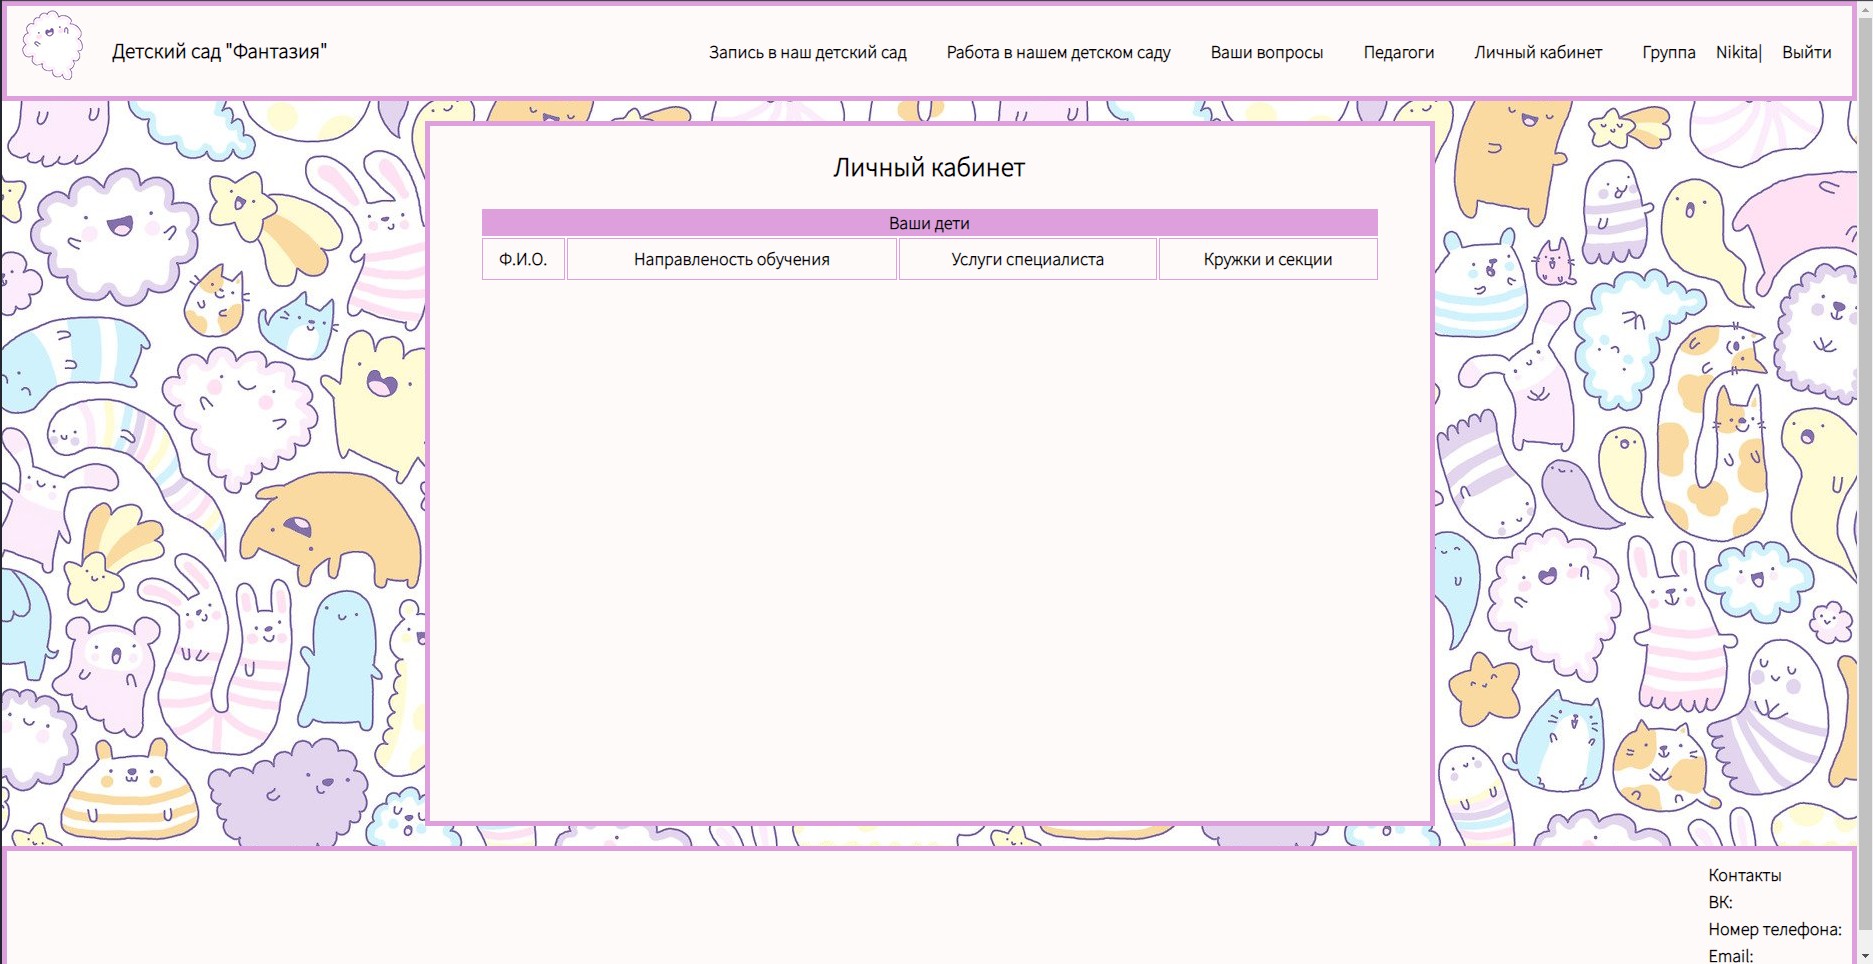 Детский сад "Фантазия"
Запись в наш детский сад Работа в нашем детском саду Ваши вопросы Педагоги Личный кабинет Группа Nikita| Выйти
Личный кабинет
Ваши дети
Ф.И.О. Направленость обучения Услуги специалиста Кружки и секции
Контакты
ВК:
Номер телефона:
Email: